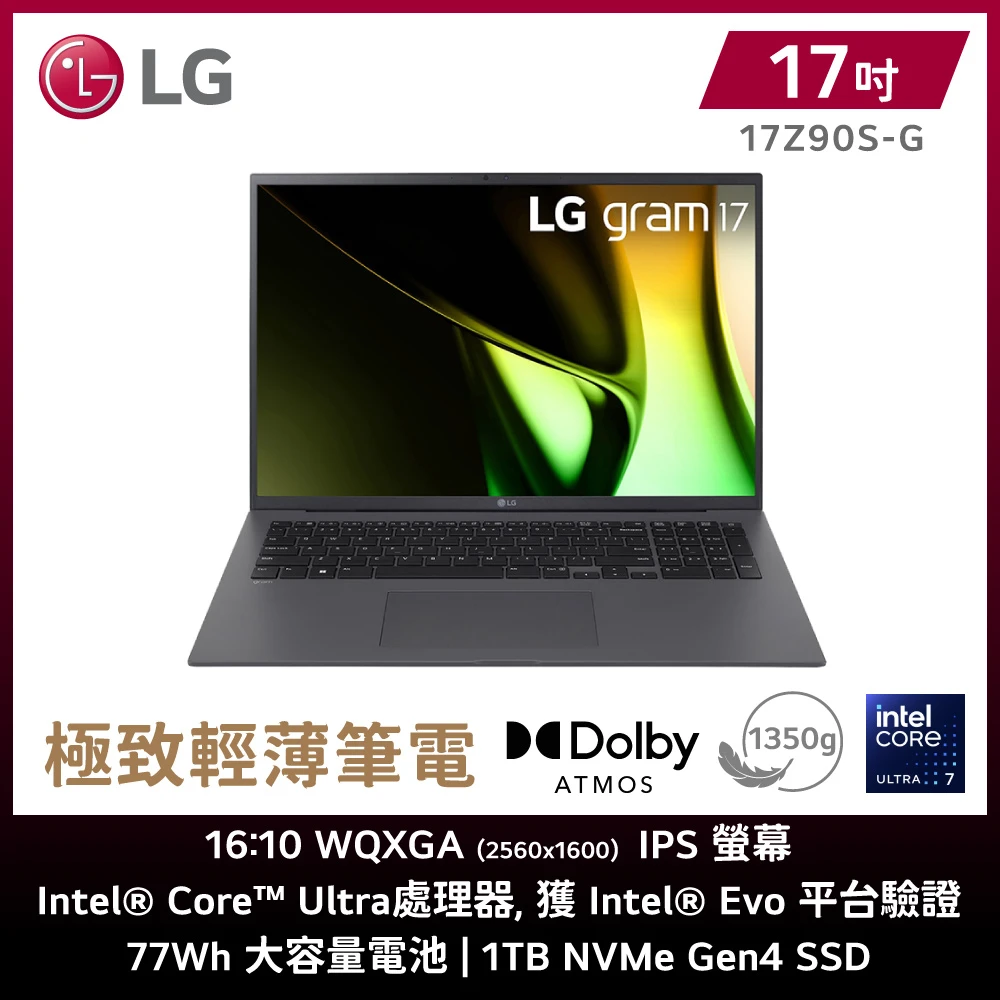 LG
17吋
17Z90S-G
LG gram 17
LG
gram
極致輕薄筆電
Dolby
ATMOS
1350g
intel
CORE
ULTRA 7
16:10 WQXGA (2560x1600) IPS 螢幕
Intel® Core™ Ultra處理器, 獲 Intel® Evo 平台驗證
77Wh 大容量電池 | 1TB NVMe Gen4 SSD